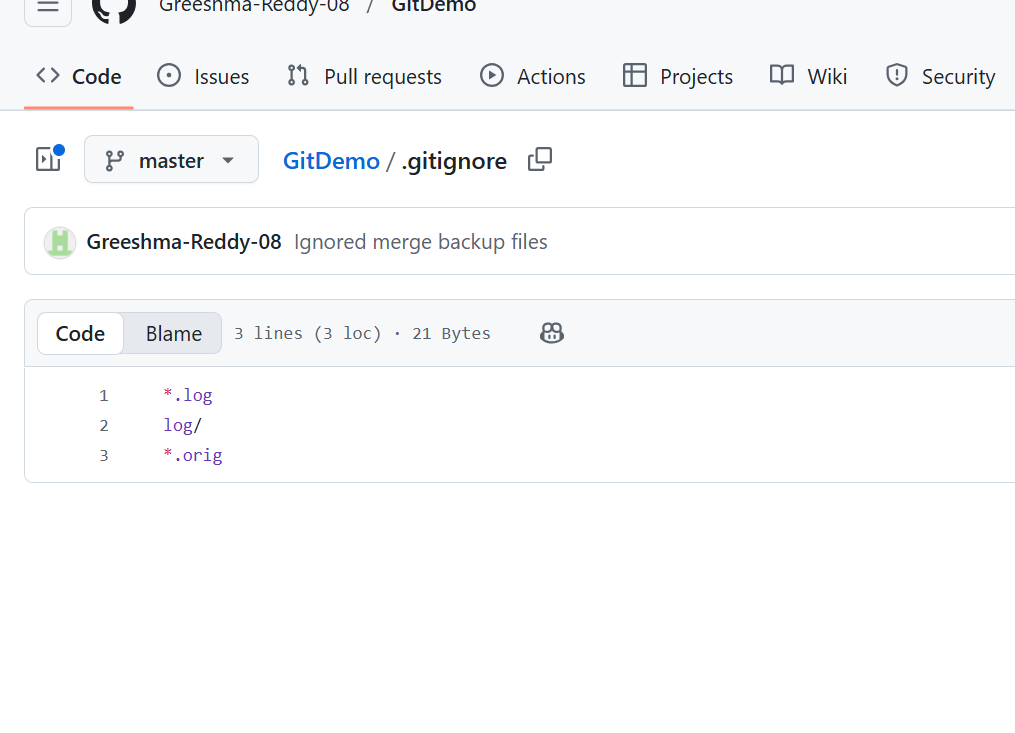 Greeshma-Reddy-08 / GitDemo
Code Issues Pull requests Actions Projects Wiki Security
master GitDemo / .gitignore
Greeshma-Reddy-08 Ignored merge backup files
Code Blame 3 lines (3 loc) · 21 Bytes
1 *.log
2 log/
3 *.orig